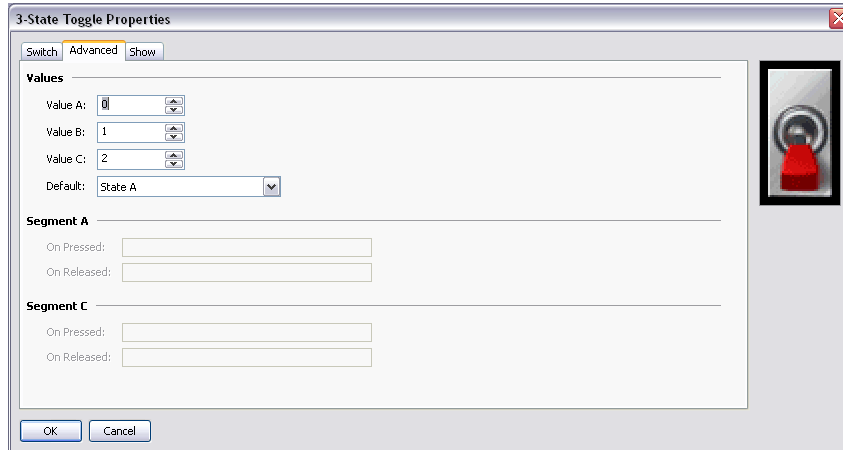 3-State Toggle Properties
Switch Advanced Show
Values
Value A: 0
Value B: 1
Value C: 2
Default: State A
Segment A
On Pressed:
On Released:
Segment C
On Pressed:
On Released:
OK Cancel